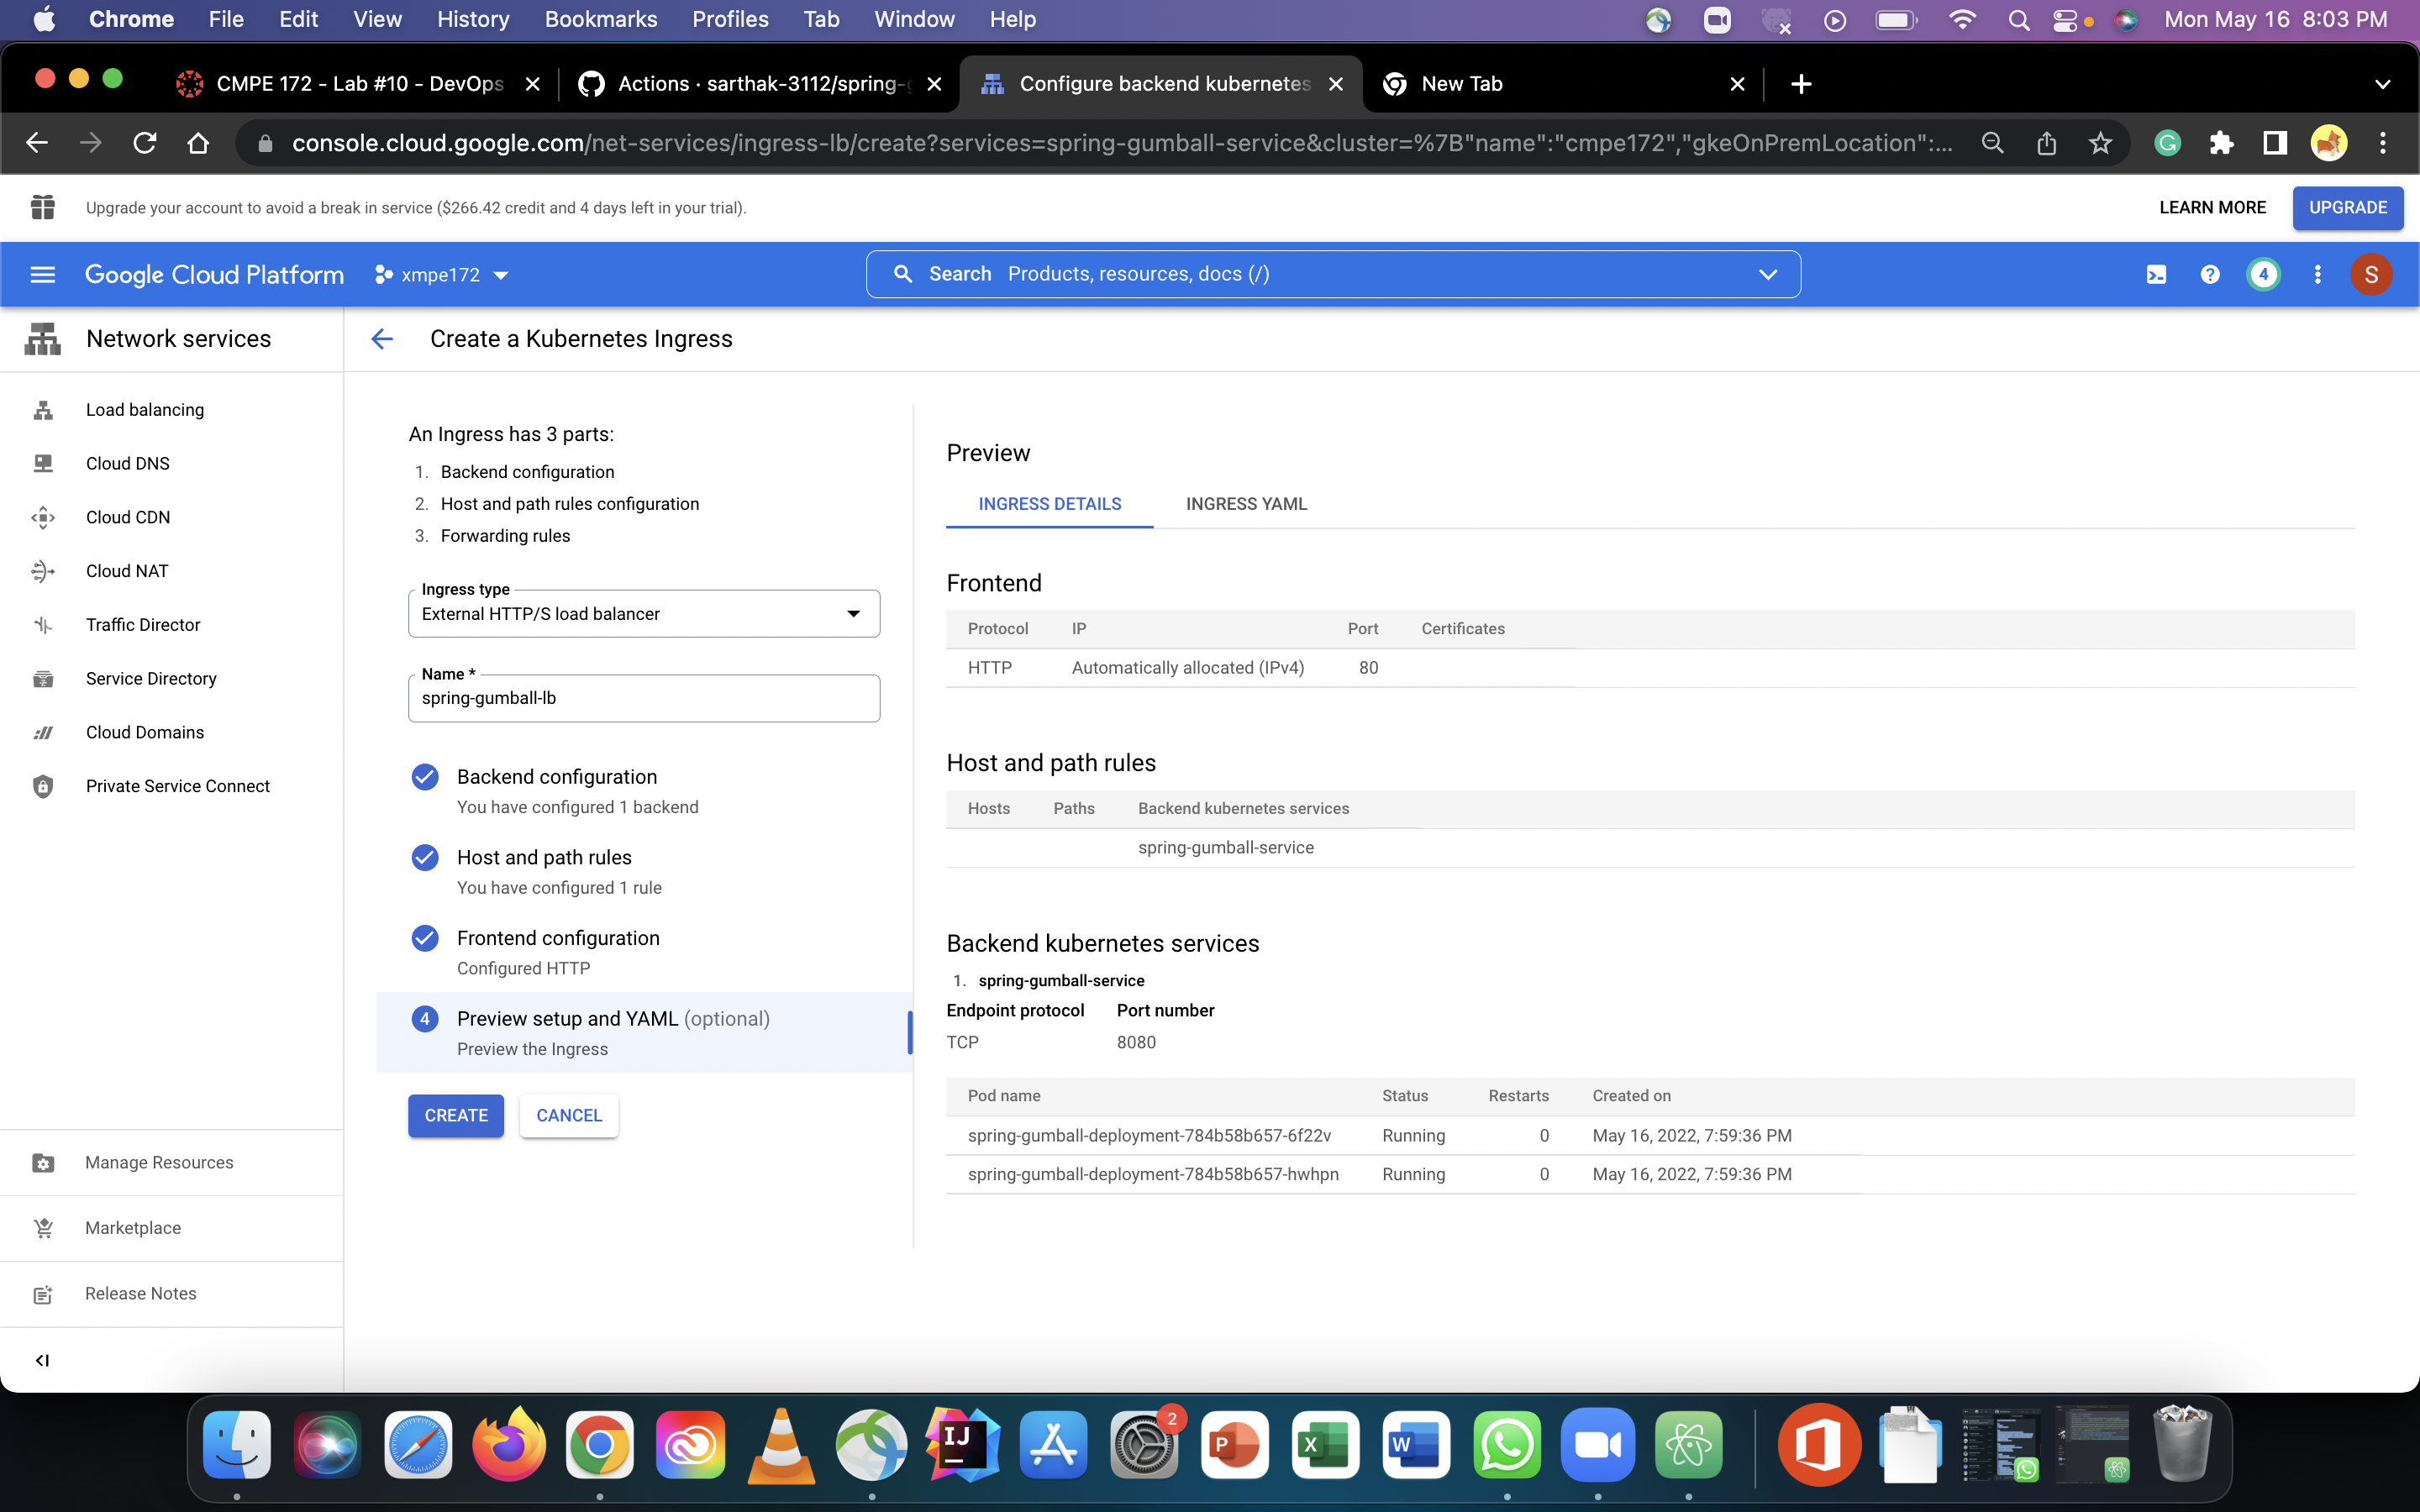 Chrome File Edit View History Bookmarks Profiles Tab Window Help Mon May 16 8:03 PM
CMPE 172 - Lab #10 - DevOps Actions · sarthak-3112/spring-g Configure backend kubernetes New Tab
console.cloud.google.com/net-services/ingress-lb/create?services=spring-gumball-service&cluster=%7B"name":"cmpe172","gkeOnPremLocation":...
Upgrade your account to avoid a break in service ($266.42 credit and 4 days left in your trial). LEARN MORE UPGRADE
Google Cloud Platform xmpe172 Search Products, resources, docs (/) 4 S
Network services
Load balancing
Cloud DNS
Cloud CDN
Cloud NAT
Traffic Director
Service Directory
Cloud Domains
Private Service Connect
Manage Resources
Marketplace
Release Notes
Create a Kubernetes Ingress
An Ingress has 3 parts:
1. Backend configuration
2. Host and path rules configuration
3. Forwarding rules
Ingress type
External HTTP/S load balancer
Name *
spring-gumball-lb
Backend configuration
You have configured 1 backend
Host and path rules
You have configured 1 rule
Frontend configuration
Configured HTTP
4 Preview setup and YAML (optional)
Preview the Ingress
CREATE CANCEL
Preview
INGRESS DETAILS INGRESS YAML
Frontend
Protocol IP Port Certificates
HTTP Automatically allocated (IPv4) 80
Host and path rules
Hosts Paths Backend kubernetes services
spring-gumball-service
Backend kubernetes services
1. spring-gumball-service
Endpoint protocol Port number
TCP 8080
Pod name Status Restarts Created on
spring-gumball-deployment-784b58b657-6f22v Running 0 May 16, 2022, 7:59:36 PM
spring-gumball-deployment-784b58b657-hwhpn Running 0 May 16, 2022, 7:59:36 PM
IJ 2 P X W